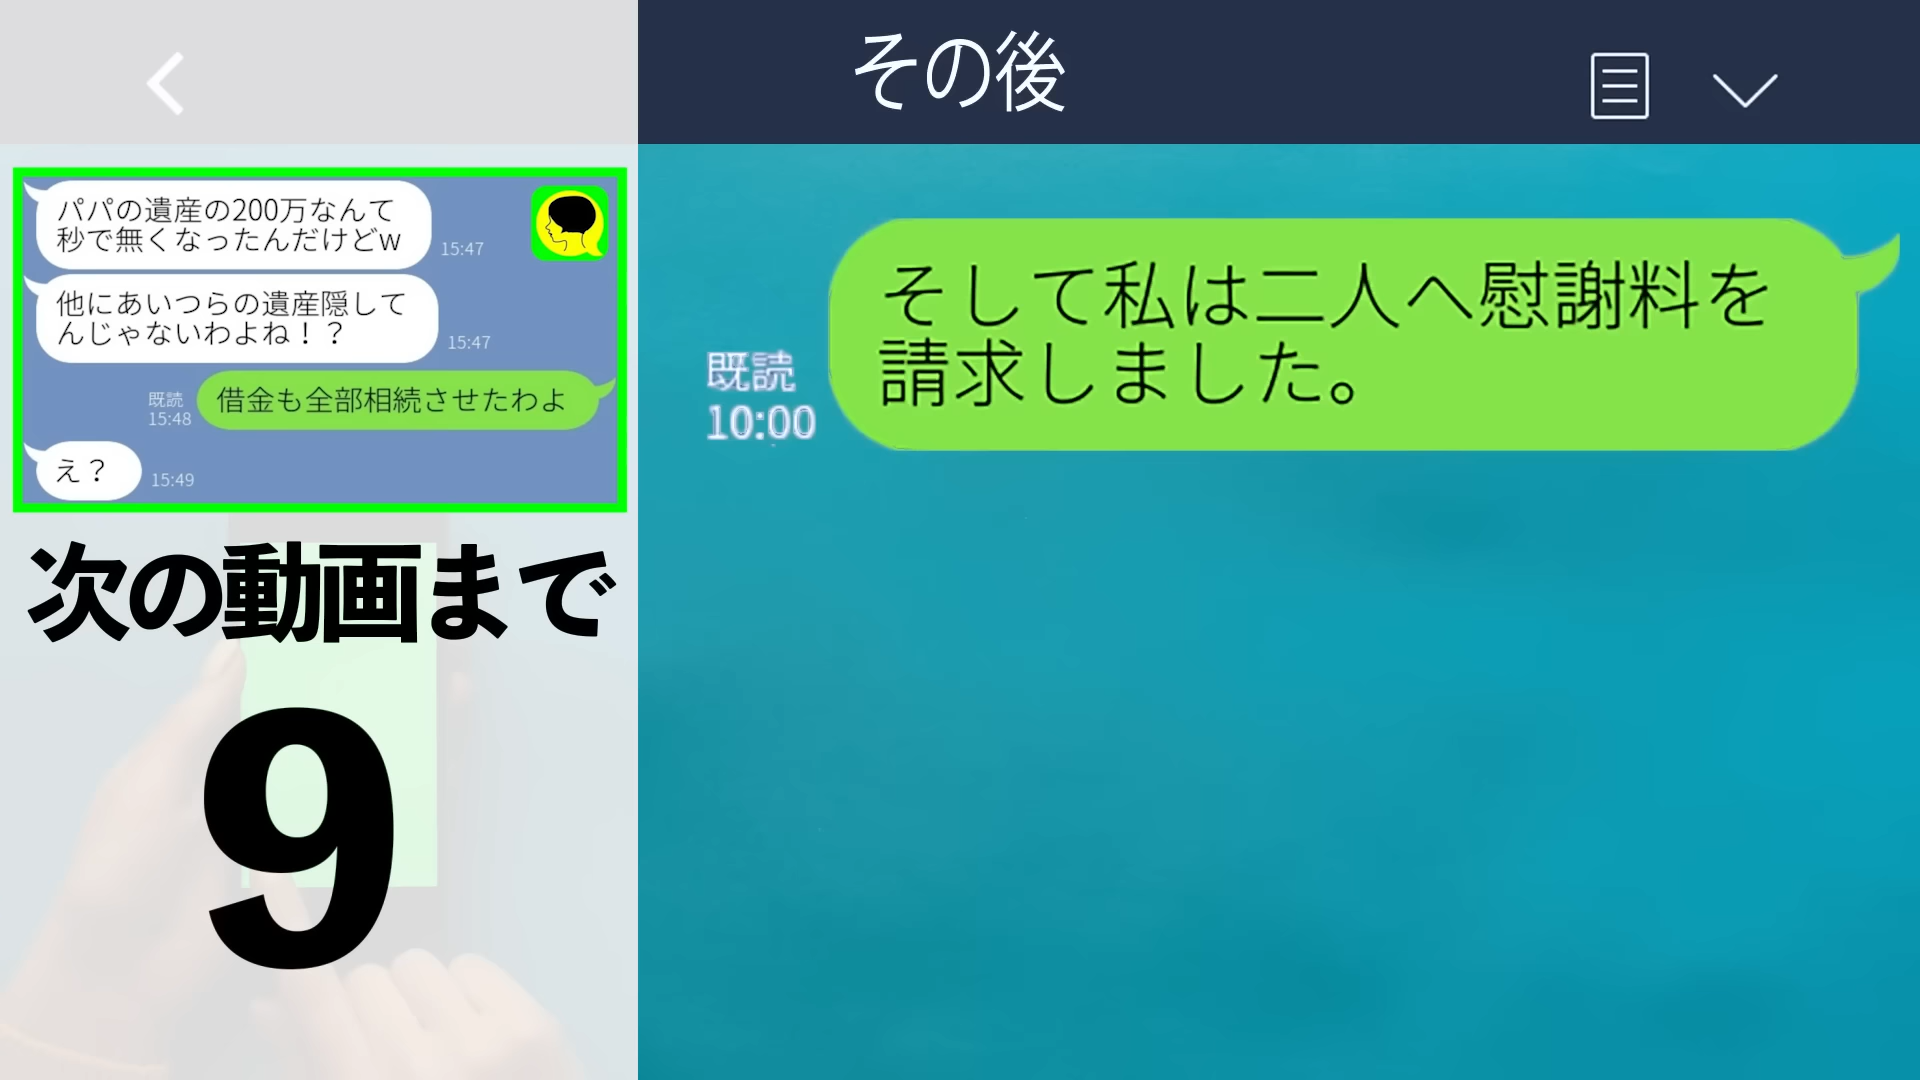 パパの遺産の200万なんて
秒で無くなったんだけどw
15:47
他にあいつらの遺産隠して
んじゃないわよね！？
15:47
既読
15:48
借金も全部相続させたわよ
え？
15:49
次の動画まで
9
その後
そして私は二人へ慰謝料を
請求しました。
既読
10:00